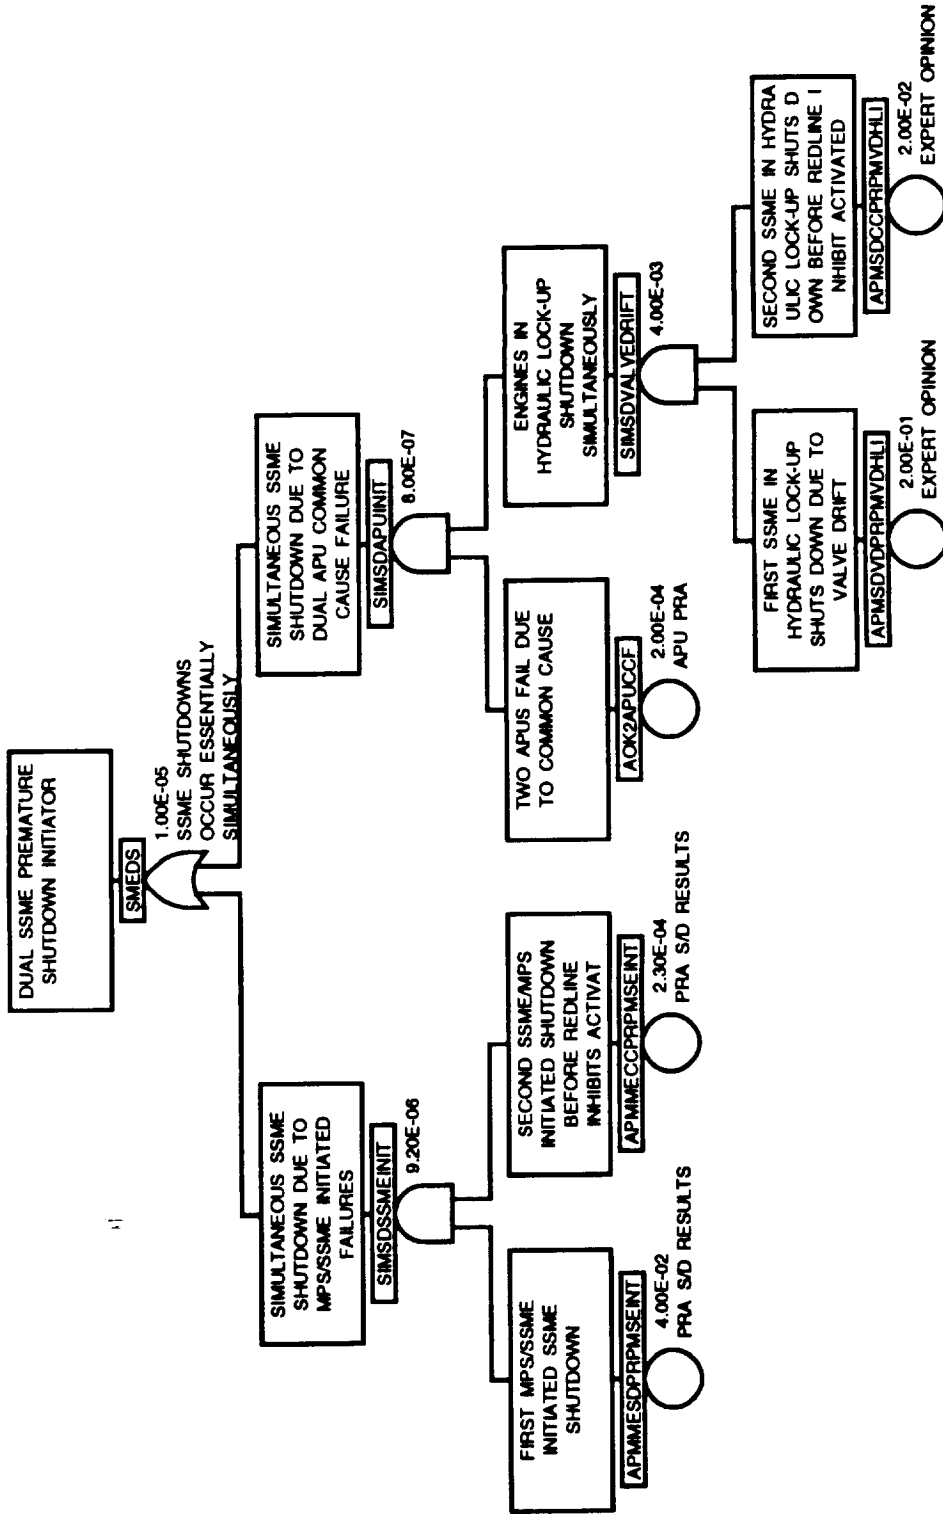 DUAL SSME PREMATURE
SHUTDOWN INITIATOR
SMEDS
1.00E-05
SSME SHUTDOWNS
OCCUR ESSENTIALLY
SIMULTANEOUSLY
SIMULTANEOUS SSME
SHUTDOWN DUE TO
MPS/SSME INITIATED
FAILURES
SIMSDSSMEINIT
9.20E-06
SIMULTANEOUS SSME
SHUTDOWN DUE TO
DUAL APU COMMON
CAUSE FAILURE
SIMSDAPUINIT
8.00E-07
FIRST MPS/SSME
INITIATED SSME
SHUTDOWN
APMMESDPRPMSEINT
4.00E-02
PRA S/D RESULTS
SECOND SSME/MPS
INITIATED SHUTDOWN
BEFORE REDLINE
INHIBITS ACTIVAT
APMMECCPRPMSEINT
2.30E-04
PRA S/D RESULTS
TWO APUS FAIL DUE
TO COMMON CAUSE
AOK2APUCCF
2.00E-04
APU PRA
ENGINES IN
HYDRAULIC LOCK-UP
SHUTDOWN
SIMULTANEOUSLY
SIMSDVALVEDRIFT
4.00E-03
FIRST SSME IN
HYDRAULIC LOCK-UP
SHUTS DOWN DUE TO
VALVE DRIFT
APMSDVDPRPMVDHLI
2.00E-01
EXPERT OPINION
SECOND SSME IN HYDRA
ULIC LOCK-UP SHUTS D
OWN BEFORE REDLINE I
NHIBIT ACTIVATED
APMSDCCPRPMVDHLI
2.00E-02
EXPERT OPINION